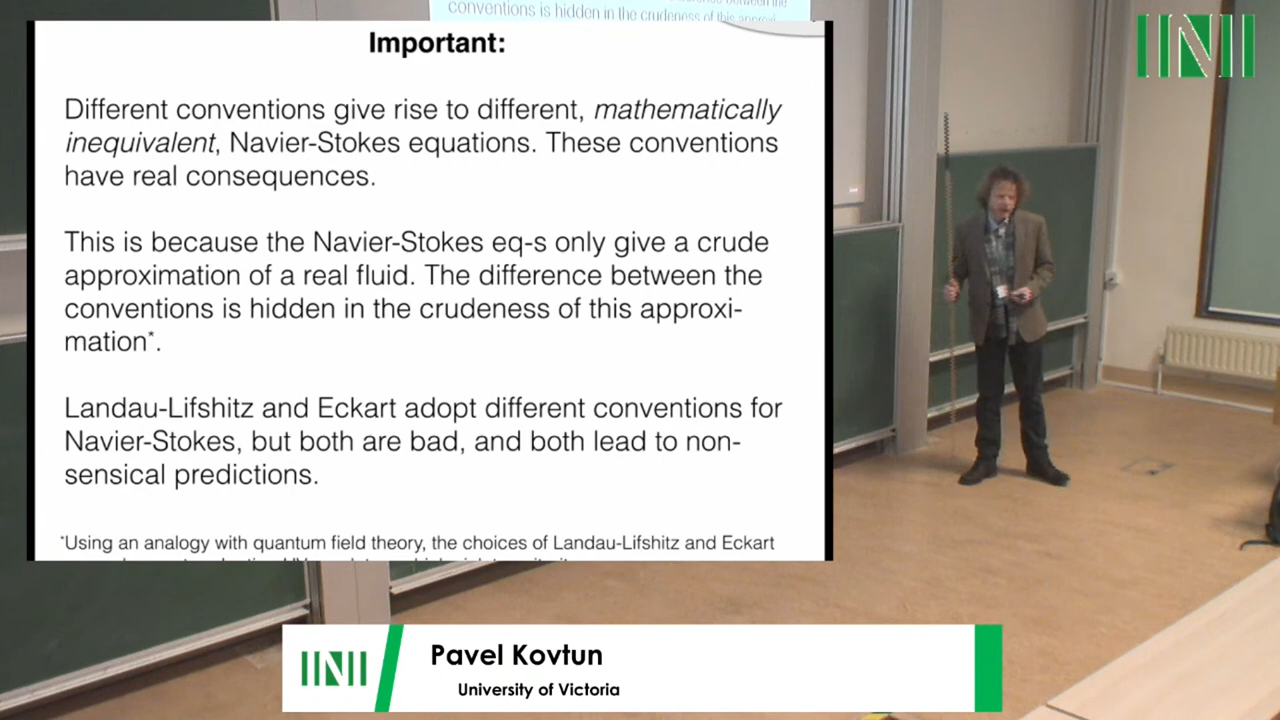 conventions is hidden in the crudeness of this approxi-
Important:
Different conventions give rise to different, mathematically
inequivalent, Navier-Stokes equations. These conventions
have real consequences.
This is because the Navier-Stokes eq-s only give a crude
approximation of a real fluid. The difference between the
conventions is hidden in the crudeness of this approxi-
mation*.
Landau-Lifshitz and Eckart adopt different conventions for
Navier-Stokes, but both are bad, and both lead to non-
sensical predictions.
*Using an analogy with quantum field theory, the choices of Landau-Lifshitz and Eckart
INI
INI
Pavel Kovtun
University of Victoria